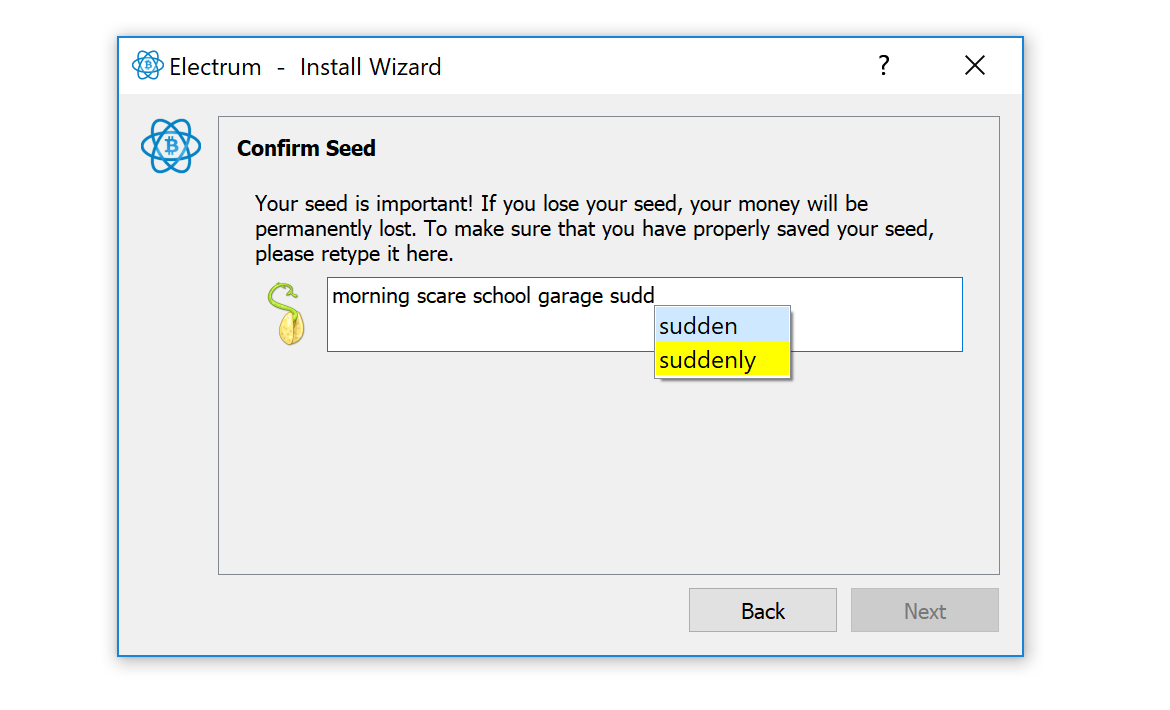 Electrum - Install Wizard ?
Confirm Seed
Your seed is important! If you lose your seed, your money will be
permanently lost. To make sure that you have properly saved your seed,
please retype it here.
morning scare school garage sudd
sudden
suddenly
Back Next